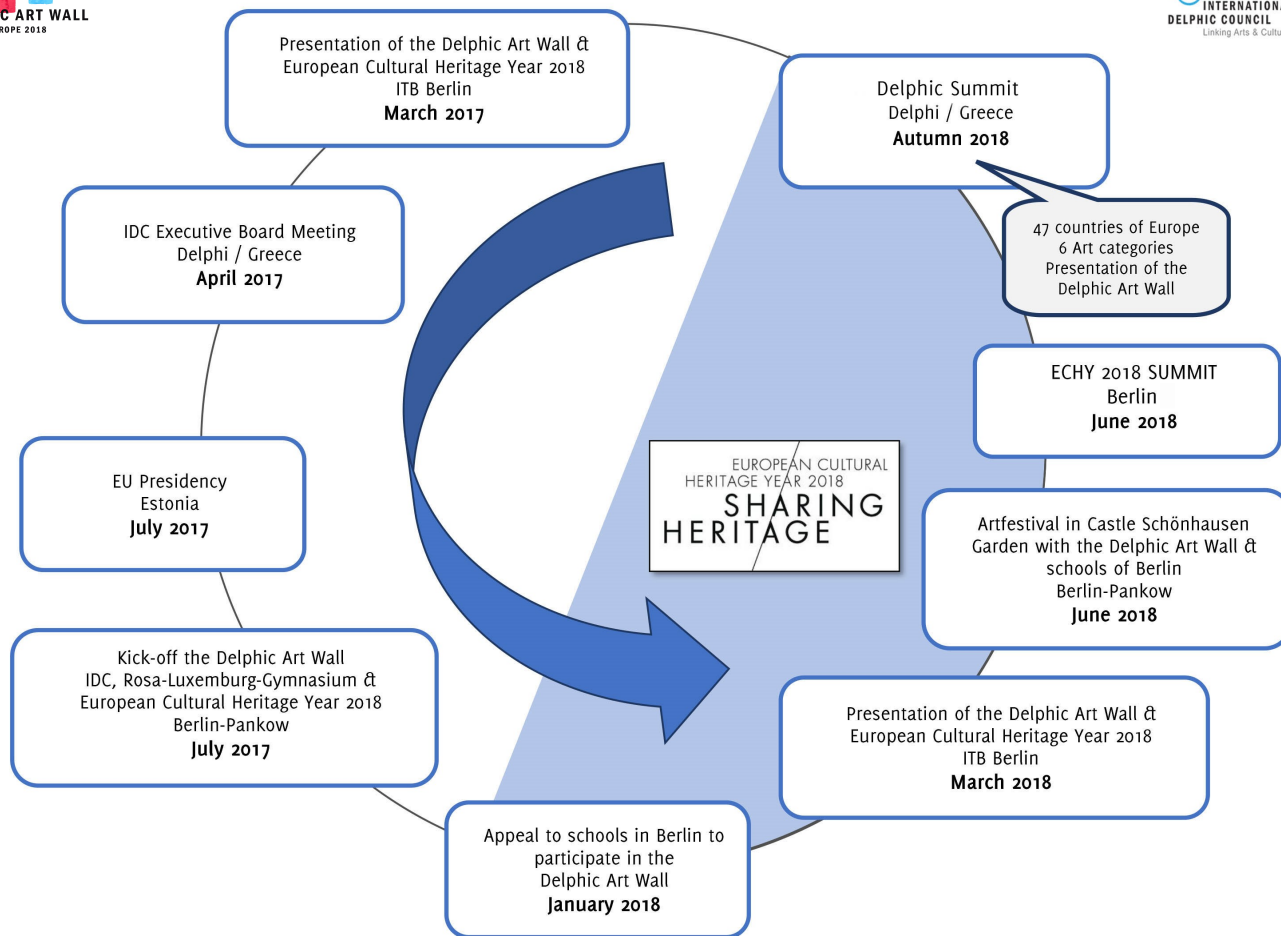 C ART WALL
ROPE 2018
INTERNATIONA
DELPHIC COUNCIL
Linking Arts & Cultu
Presentation of the Delphic Art Wall &
European Cultural Heritage Year 2018
ITB Berlin
March 2017
IDC Executive Board Meeting
Delphi / Greece
April 2017
EU Presidency
Estonia
July 2017
Kick-off the Delphic Art Wall
IDC, Rosa-Luxemburg-Gymnasium &
European Cultural Heritage Year 2018
Berlin-Pankow
July 2017
Appeal to schools in Berlin to
participate in the
Delphic Art Wall
January 2018
Presentation of the Delphic Art Wall &
European Cultural Heritage Year 2018
ITB Berlin
March 2018
Artfestival in Castle Schönhausen
Garden with the Delphic Art Wall &
schools of Berlin
Berlin-Pankow
June 2018
ECHY 2018 SUMMIT
Berlin
June 2018
Delphic Summit
Delphi / Greece
Autumn 2018
47 countries of Europe
6 Art categories
Presentation of the
Delphic Art Wall
EUROPEAN CULTURAL
HERITAGE YEAR 2018
SHARING
HERITAGE